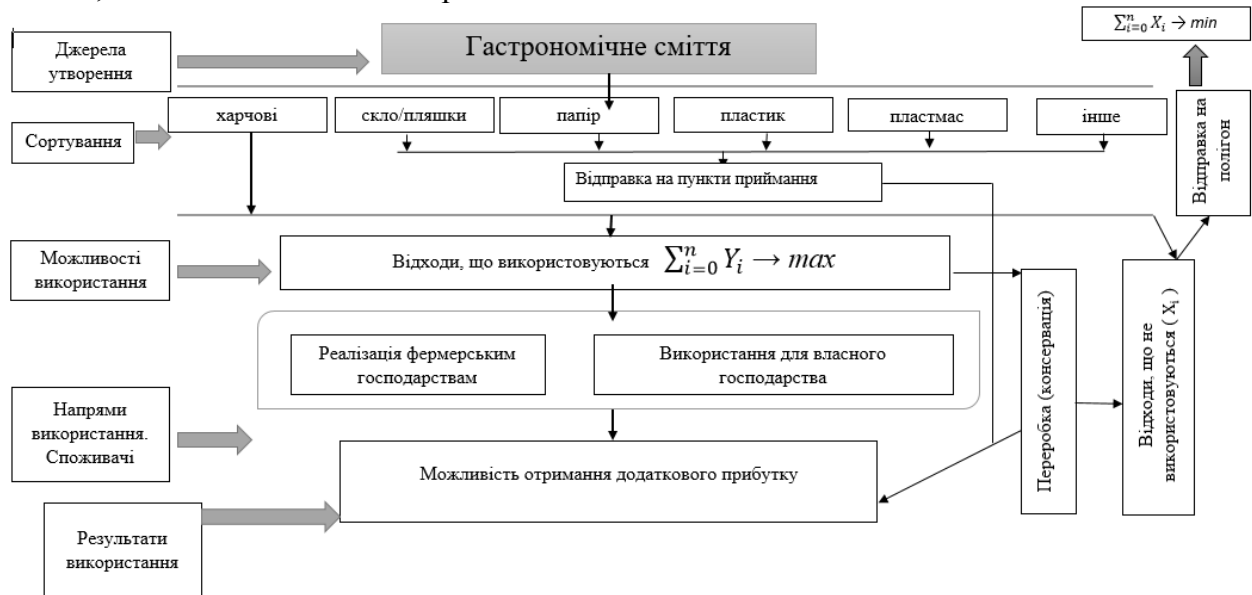 ∑ⁿᵢ₌₀ Xᵢ → min
Джерела
утворення
Гастрономічне сміття
Сортування
харчові
скло/пляшки
папір
пластик
пластмас
інше
Відправка на пункти приймання
Відправка на
полігон
Можливості
використання
Відходи, що використовуються ∑ⁿᵢ₌₀ Yᵢ → max
Реалізація фермерським
господарствам
Використання для власного
господарства
Переробка (консервація)
Відходи, що не
використовуються ( Xᵢ )
Напрями
використання.
Споживачі
Можливість отримання додаткового прибутку
Результати
використання